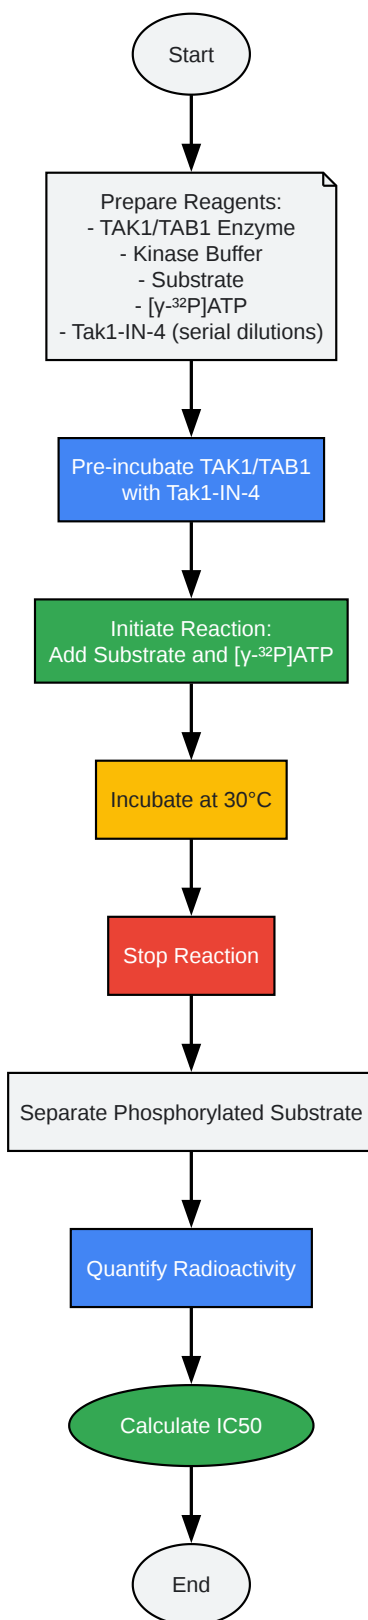 Start
Prepare Reagents:
- TAK1/TAB1 Enzyme
- Kinase Buffer
- Substrate
- [γ-³²P]ATP
- Tak1-IN-4 (serial dilutions)
Pre-incubate TAK1/TAB1
with Tak1-IN-4
Initiate Reaction:
Add Substrate and [γ-³²P]ATP
Incubate at 30°C
Stop Reaction
Separate Phosphorylated Substrate
Quantify Radioactivity
Calculate IC50
End